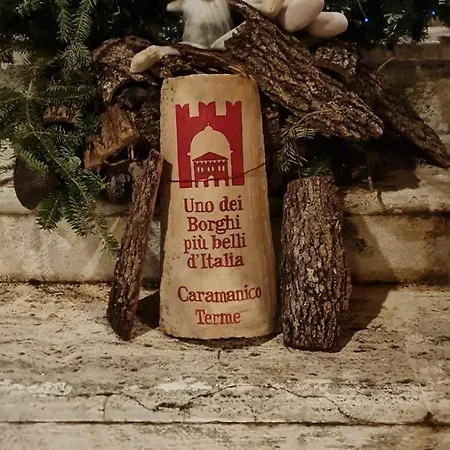 Uno dei
Borghi
più belli
d'Italia
Caramanico
Terme